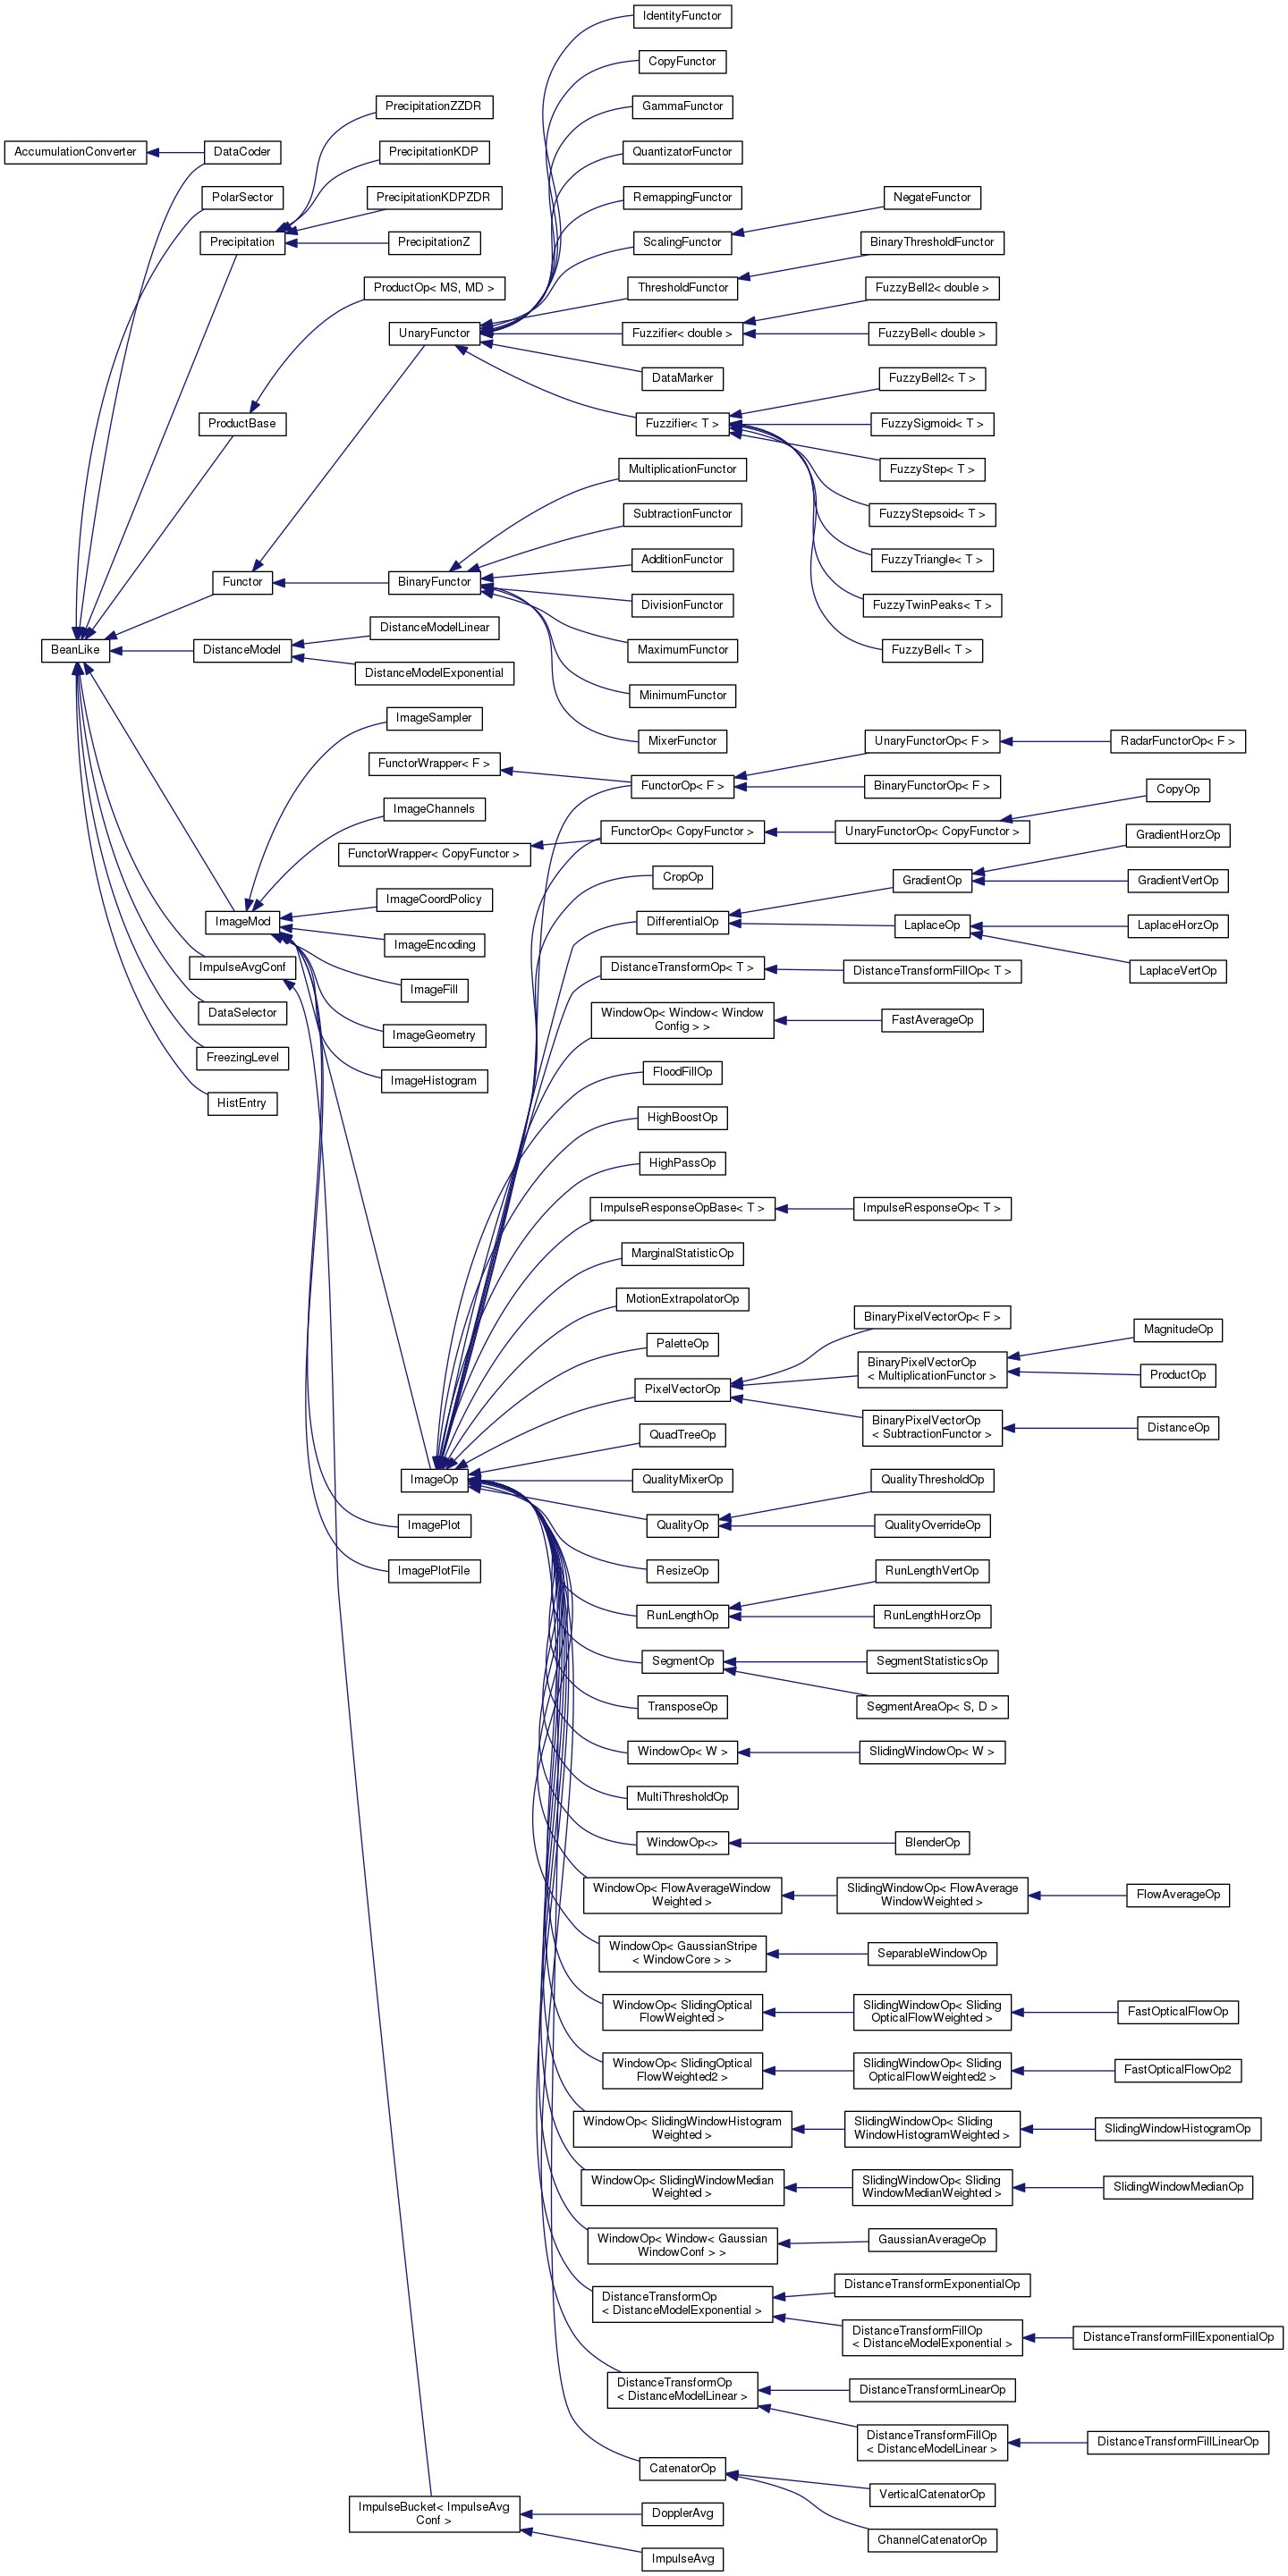 IdentityFunctor
CopyFunctor
PrecipitationZZDR
GammaFunctor
AccumulationConverter
DataCoder
PrecipitationKDP
QuantizatorFunctor
PolarSector
PrecipitationKDPZDR
RemappingFunctor
NegateFunctor
Precipitation
PrecipitationZ
ScalingFunctor
BinaryThresholdFunctor
ProductOp< MS, MD >
ThresholdFunctor
FuzzyBell2< double >
UnaryFunctor
Fuzzifier< double >
FuzzyBell< double >
DataMarker
FuzzyBell2< T >
ProductBase
Fuzzifier< T >
FuzzySigmoid< T >
MultiplicationFunctor
FuzzyStep< T >
SubtractionFunctor
FuzzyStepsoid< T >
AdditionFunctor
FuzzyTriangle< T >
Functor
BinaryFunctor
DivisionFunctor
FuzzyTwinPeaks< T >
DistanceModelLinear
BeanLike
DistanceModel
MaximumFunctor
FuzzyBell< T >
DistanceModelExponential
MinimumFunctor
ImageSampler
MixerFunctor
UnaryFunctorOp< F >
RadarFunctorOp< F >
FunctorWrapper< F >
FunctorOp< F >
BinaryFunctorOp< F >
CopyOp
ImageChannels
FunctorOp< CopyFunctor >
UnaryFunctorOp< CopyFunctor >
GradientHorzOp
FunctorWrapper< CopyFunctor >
CropOp
GradientOp
GradientVertOp
ImageCoordPolicy
ImageMod
DifferentialOp
LaplaceOp
LaplaceHorzOp
ImageEncoding
ImpulseAvgConf
DistanceTransformOp< T >
DistanceTransformFillOp< T >
LaplaceVertOp
ImageFill
DataSelector
WindowOp< Window< Window
Config > >
FastAverageOp
ImageGeometry
FreezingLevel
FloodFillOp
ImageHistogram
HistEntry
HighBoostOp
HighPassOp
ImpulseResponseOpBase< T >
ImpulseResponseOp< T >
MarginalStatisticOp
MotionExtrapolatorOp
BinaryPixelVectorOp< F >
PaletteOp
MagnitudeOp
BinaryPixelVectorOp
< MultiplicationFunctor >
ProductOp
PixelVectorOp
BinaryPixelVectorOp
< SubtractionFunctor >
DistanceOp
QuadTreeOp
ImageOp
QualityMixerOp
QualityThresholdOp
ImagePlot
QualityOp
QualityOverrideOp
ImagePlotFile
ResizeOp
RunLengthVertOp
RunLengthOp
RunLengthHorzOp
SegmentOp
SegmentStatisticsOp
TransposeOp
SegmentAreaOp< S, D >
WindowOp< W >
SlidingWindowOp< W >
MultiThresholdOp
WindowOp<>
BlenderOp
WindowOp< FlowAverageWindow
Weighted >
SlidingWindowOp< FlowAverage
WindowWeighted >
FlowAverageOp
WindowOp< GaussianStripe
< WindowCore > >
SeparableWindowOp
WindowOp< SlidingOptical
FlowWeighted >
SlidingWindowOp< Sliding
OpticalFlowWeighted >
FastOpticalFlowOp
WindowOp< SlidingOptical
FlowWeighted2 >
SlidingWindowOp< Sliding
OpticalFlowWeighted2 >
FastOpticalFlowOp2
WindowOp< SlidingWindowHistogram
Weighted >
SlidingWindowOp< Sliding
WindowHistogramWeighted >
SlidingWindowHistogramOp
WindowOp< SlidingWindowMedian
Weighted >
SlidingWindowOp< Sliding
WindowMedianWeighted >
SlidingWindowMedianOp
WindowOp< Window< Gaussian
WindowConf > >
GaussianAverageOp
DistanceTransformOp
< DistanceModelExponential >
DistanceTransformExponentialOp
DistanceTransformFillOp
< DistanceModelExponential >
DistanceTransformFillExponentialOp
DistanceTransformOp
< DistanceModelLinear >
DistanceTransformLinearOp
DistanceTransformFillOp
< DistanceModelLinear >
DistanceTransformFillLinearOp
CatenatorOp
VerticalCatenatorOp
ImpulseBucket< ImpulseAvg
Conf >
DopplerAvg
ChannelCatenatorOp
ImpulseAvg